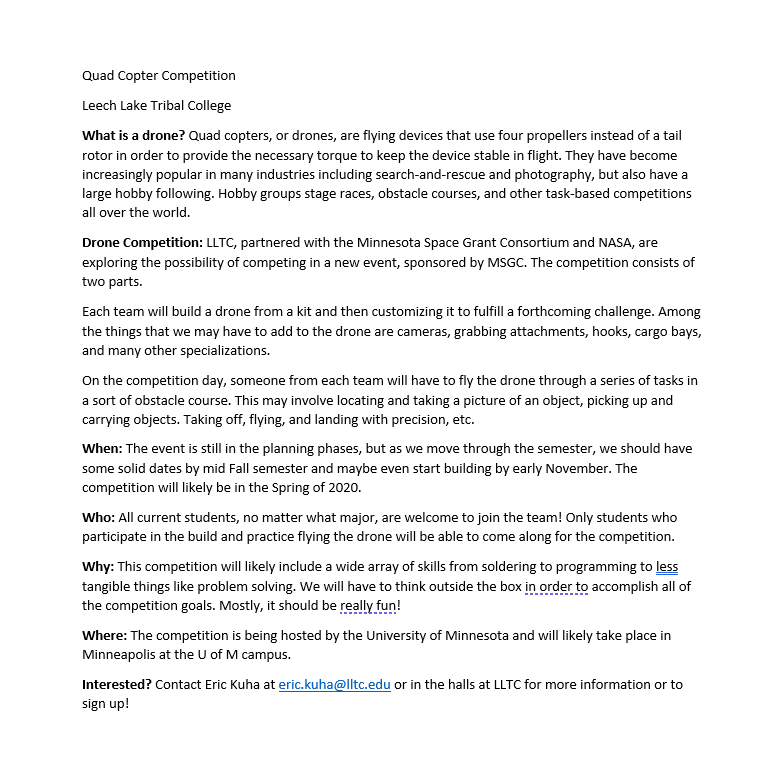 Quad Copter Competition
Leech Lake Tribal College
What is a drone? Quad copters, or drones, are flying devices that use four propellers instead of a tail
rotor in order to provide the necessary torque to keep the device stable in flight. They have become
increasingly popular in many industries including search-and-rescue and photography, but also have a
large hobby following. Hobby groups stage races, obstacle courses, and other task-based competitions
all over the world.
Drone Competition: LLTC, partnered with the Minnesota Space Grant Consortium and NASA, are
exploring the possibility of competing in a new event, sponsored by MSGC. The competition consists of
two parts.
Each team will build a drone from a kit and then customizing it to fulfill a forthcoming challenge. Among
the things that we may have to add to the drone are cameras, grabbing attachments, hooks, cargo bays,
and many other specializations.
On the competition day, someone from each team will have to fly the drone through a series of tasks in
a sort of obstacle course. This may involve locating and taking a picture of an object, picking up and
carrying objects. Taking off, flying, and landing with precision, etc.
When: The event is still in the planning phases, but as we move through the semester, we should have
some solid dates by mid Fall semester and maybe even start building by early November. The
competition will likely be in the Spring of 2020.
Who: All current students, no matter what major, are welcome to join the team! Only students who
participate in the build and practice flying the drone will be able to come along for the competition.
Why: This competition will likely include a wide array of skills from soldering to programming to less
tangible things like problem solving. We will have to think outside the box in order to accomplish all of
the competition goals. Mostly, it should be really fun!
Where: The competition is being hosted by the University of Minnesota and will likely take place in
Minneapolis at the U of M campus.
Interested? Contact Eric Kuha at eric.kuha@lltc.edu or in the halls at LLTC for more information or to
sign up!